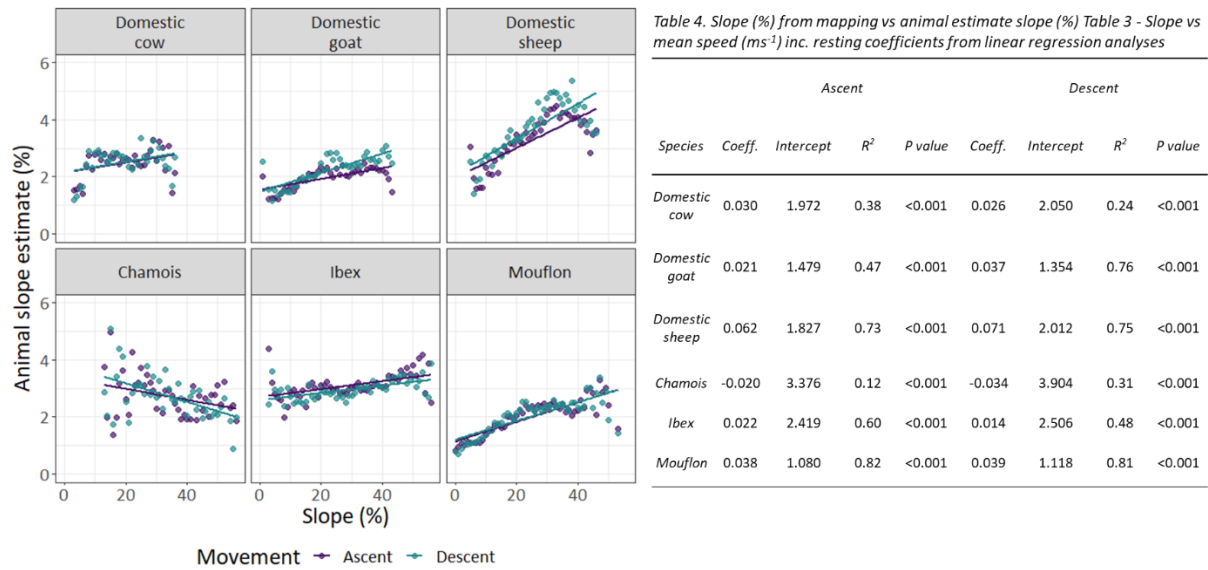 Domestic cow
Domestic goat
Domestic sheep
6
4
2
0
Chamois
Ibex
Mouflon
6
4
2
0
0 20 40
0 20 40
0 20 40
Animal slope estimate (%)
Slope (%)
Movement Ascent Descent
Table 4. Slope (%) from mapping vs animal estimate slope (%) Table 3 - Slope vs
mean speed (ms⁻¹) inc. resting coefficients from linear regression analyses
Ascent Descent
Species Coeff. Intercept R² P value Coeff. Intercept R² P value
Domestic cow 0.030 1.972 0.38 <0.001 0.026 2.050 0.24 <0.001
Domestic goat 0.021 1.479 0.47 <0.001 0.037 1.354 0.76 <0.001
Domestic sheep 0.062 1.827 0.73 <0.001 0.071 2.012 0.75 <0.001
Chamois -0.020 3.376 0.12 <0.001 -0.034 3.904 0.31 <0.001
Ibex 0.022 2.419 0.60 <0.001 0.014 2.506 0.48 <0.001
Mouflon 0.038 1.080 0.82 <0.001 0.039 1.118 0.81 <0.001